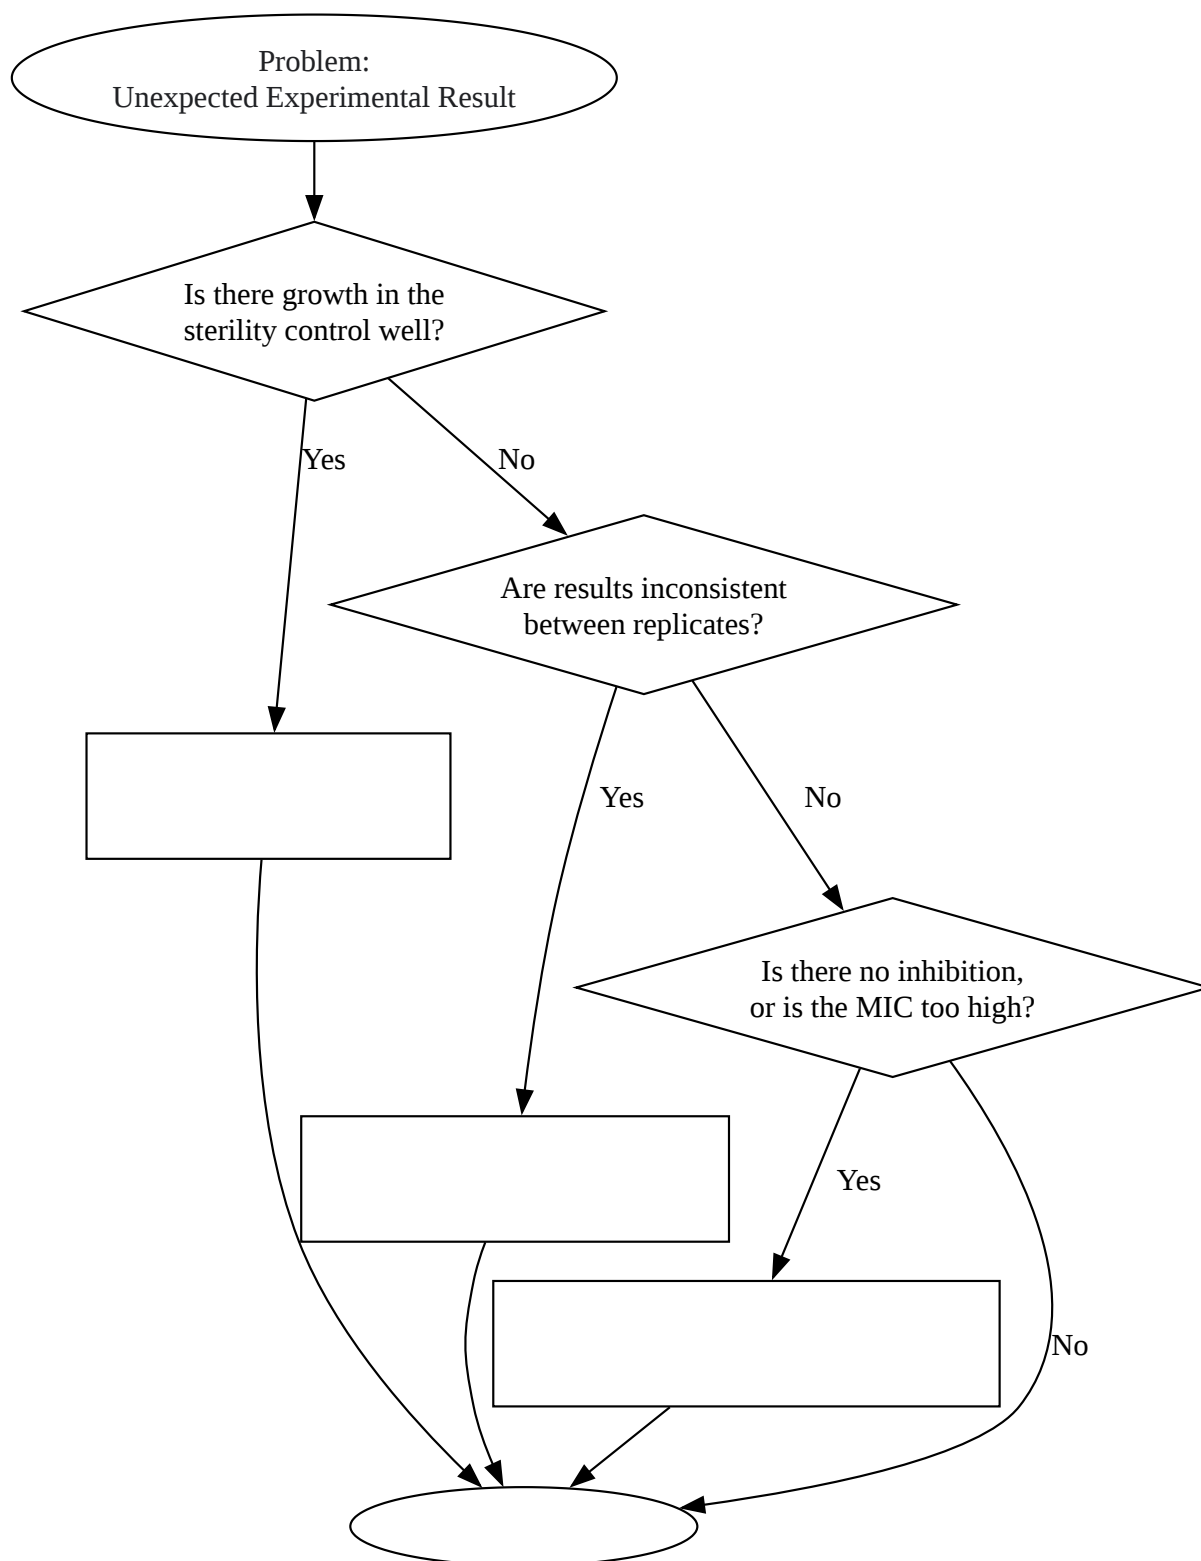 Problem:
Unexpected Experimental Result
Is there growth in the
sterility control well?
Yes
No
Are results inconsistent
between replicates?
Yes
No
Is there no inhibition,
or is the MIC too high?
Yes
No